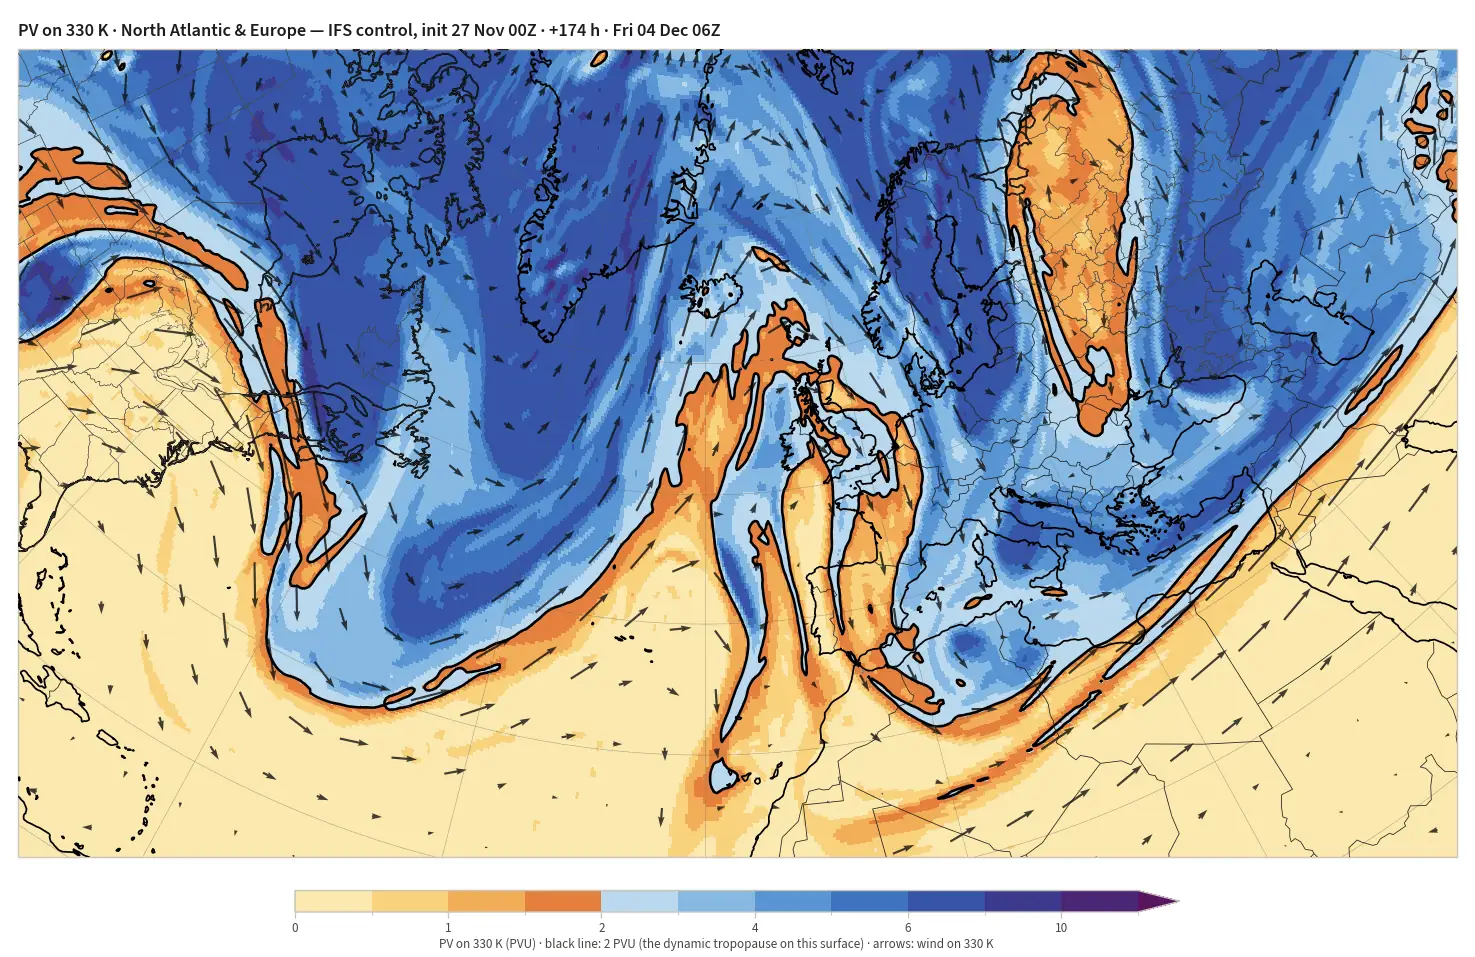 PV on 330 K · North Atlantic & Europe — IFS control, init 27 Nov 00Z · +174 h · Fri 04 Dec 06Z
0 1 2 4 6 10
PV on 330 K (PVU) · black line: 2 PVU (the dynamic tropopause on this surface) · arrows: wind on 330 K